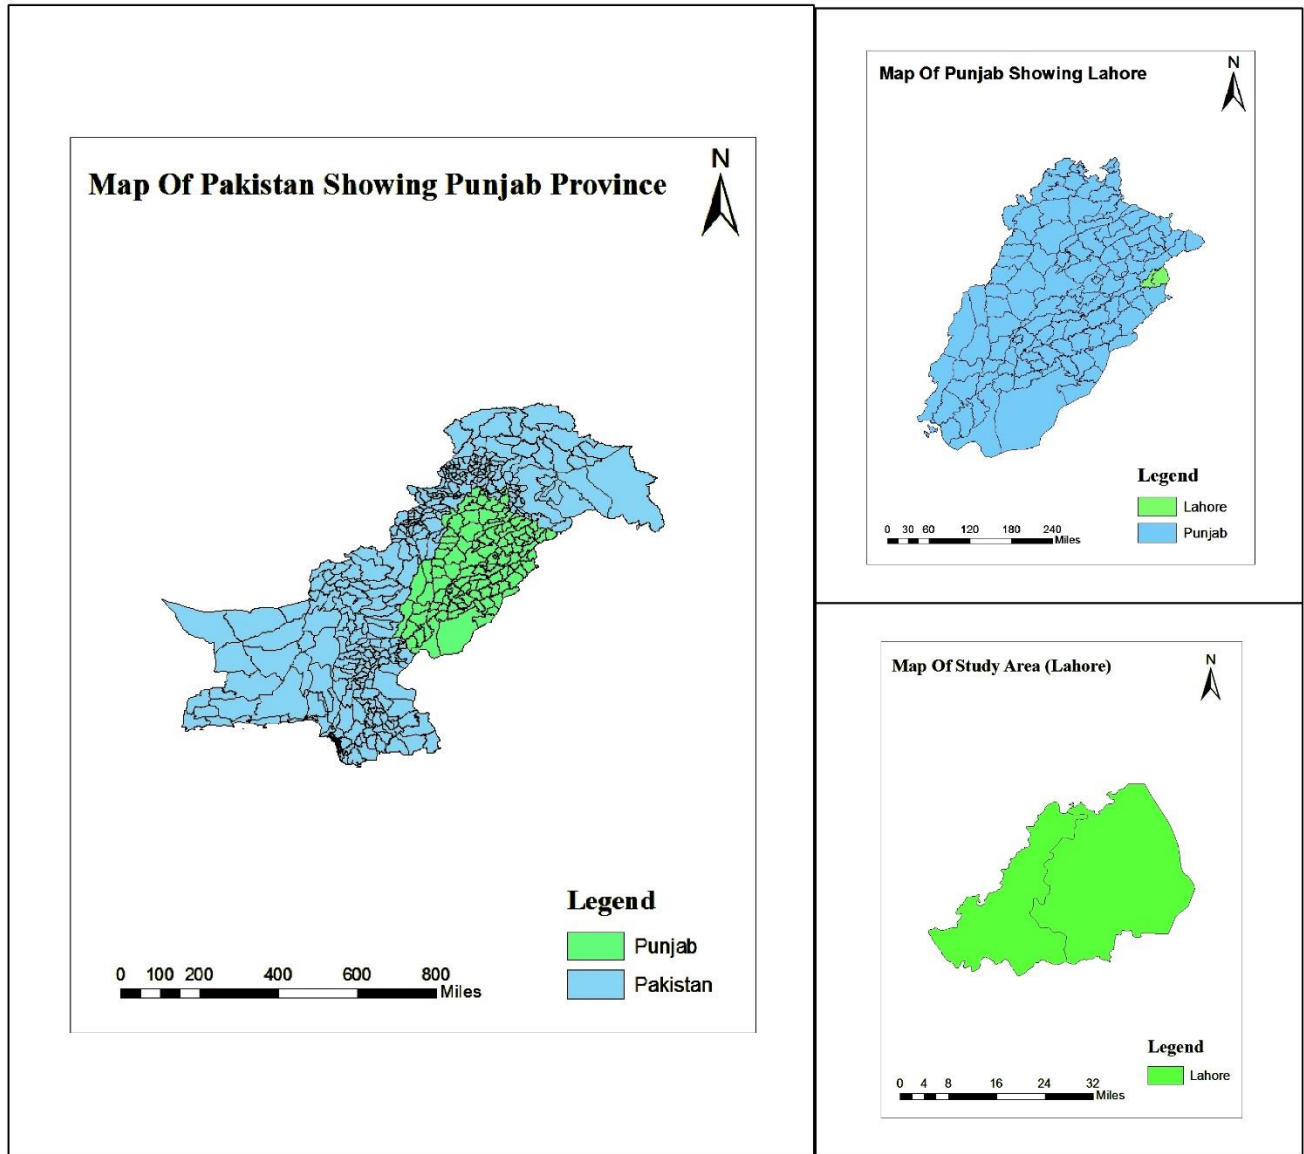 Map Of Pakistan Showing Punjab Province
N
Legend
Punjab
Pakistan
0 100 200 400 600 800
Miles
Map Of Punjab Showing Lahore
N
Legend
Lahore
Punjab
0 30 60 120 180 240
Miles
Map Of Study Area (Lahore)
N
Legend
Lahore
0 4 8 16 24 32
Miles